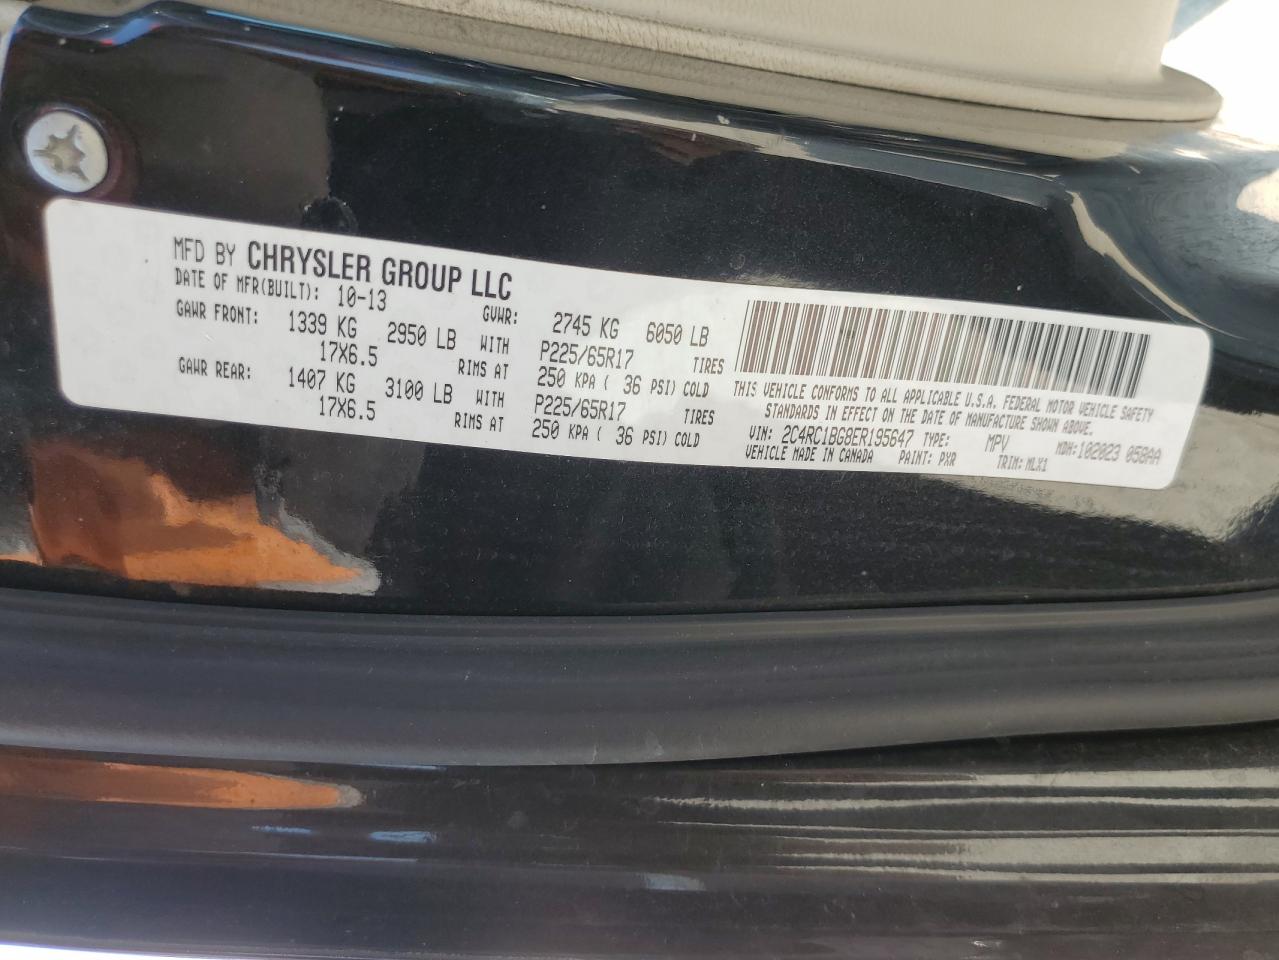 MFD BY CHRYSLER GROUP LLC
DATE OF MFR(BUILT): 10-13 GVWR: 2745 KG 6050 LB
GAWR FRONT: 1339 KG 2950 LB WITH P225/65R17 TIRES
17X6.5 RIMS AT 250 KPA ( 36 PSI) COLD
GAWR REAR: 1407 KG 3100 LB WITH P225/65R17 TIRES
17X6.5 RIMS AT 250 KPA ( 36 PSI) COLD
THIS VEHICLE CONFORMS TO ALL APPLICABLE U.S.A. FEDERAL MOTOR VEHICLE SAFETY
STANDARDS IN EFFECT ON THE DATE OF MANUFACTURE SHOWN ABOVE.
VIN: 2C4RC1BG8ER195647 TYPE: MPV MDH:102023 058AA
VEHICLE MADE IN CANADA PAINT: PXR TRIM: MLX1